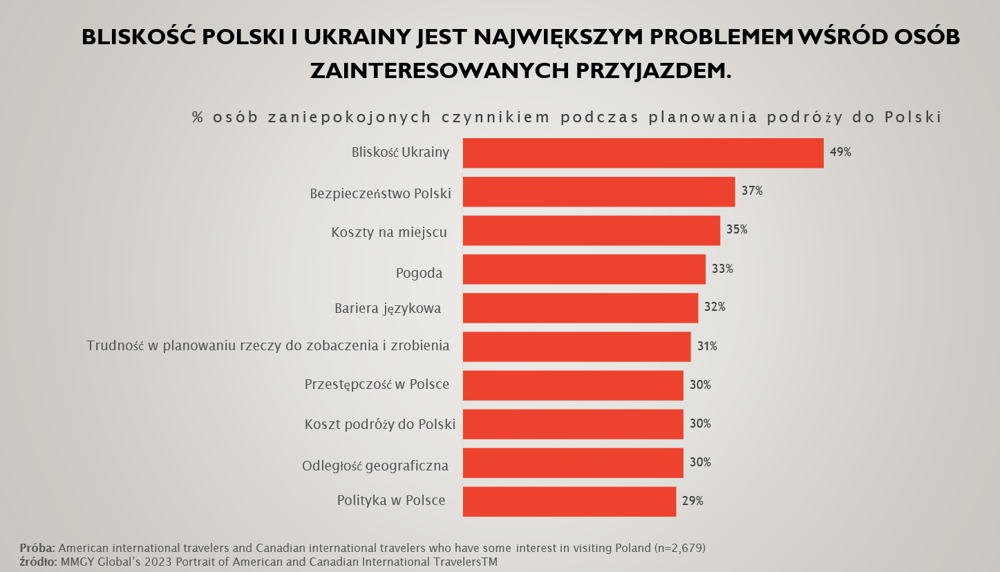 BLISKOŚĆ POLSKI I UKRAINY JEST NAJWIĘKSZYM PROBLEMEM WŚRÓD OSÓB
ZAINTERESOWANYCH PRZYJAZDEM.
% osób zaniepokojonych czynnikiem podczas planowania podróży do Polski
Bliskość Ukrainy 49%
Bezpieczeństwo Polski 37%
Koszty na miejscu 35%
Pogoda 33%
Bariera językowa 32%
Trudność w planowaniu rzeczy do zobaczenia i zrobienia 31%
Przestępczość w Polsce 30%
Koszt podróży do Polski 30%
Odległość geograficzna 30%
Polityka w Polsce 29%
Próba: American international travelers and Canadian international travelers who have some interest in visiting Poland (n=2,679)
źródło: MMGY Global's 2023 Portrait of American and Canadian International TravelersTM